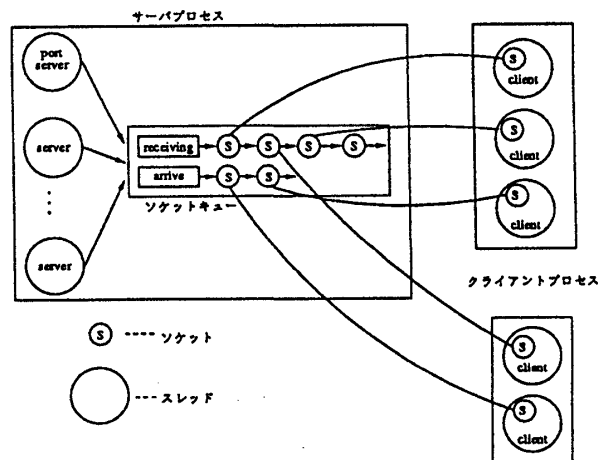 サーバプロセス
port
server
server
server
receiving
S
S
S
S
arrive
S
S
ソケットキュー
S
client
S
client
S
client
クライアントプロセス
S
client
S
client
S
ソケット
スレッド